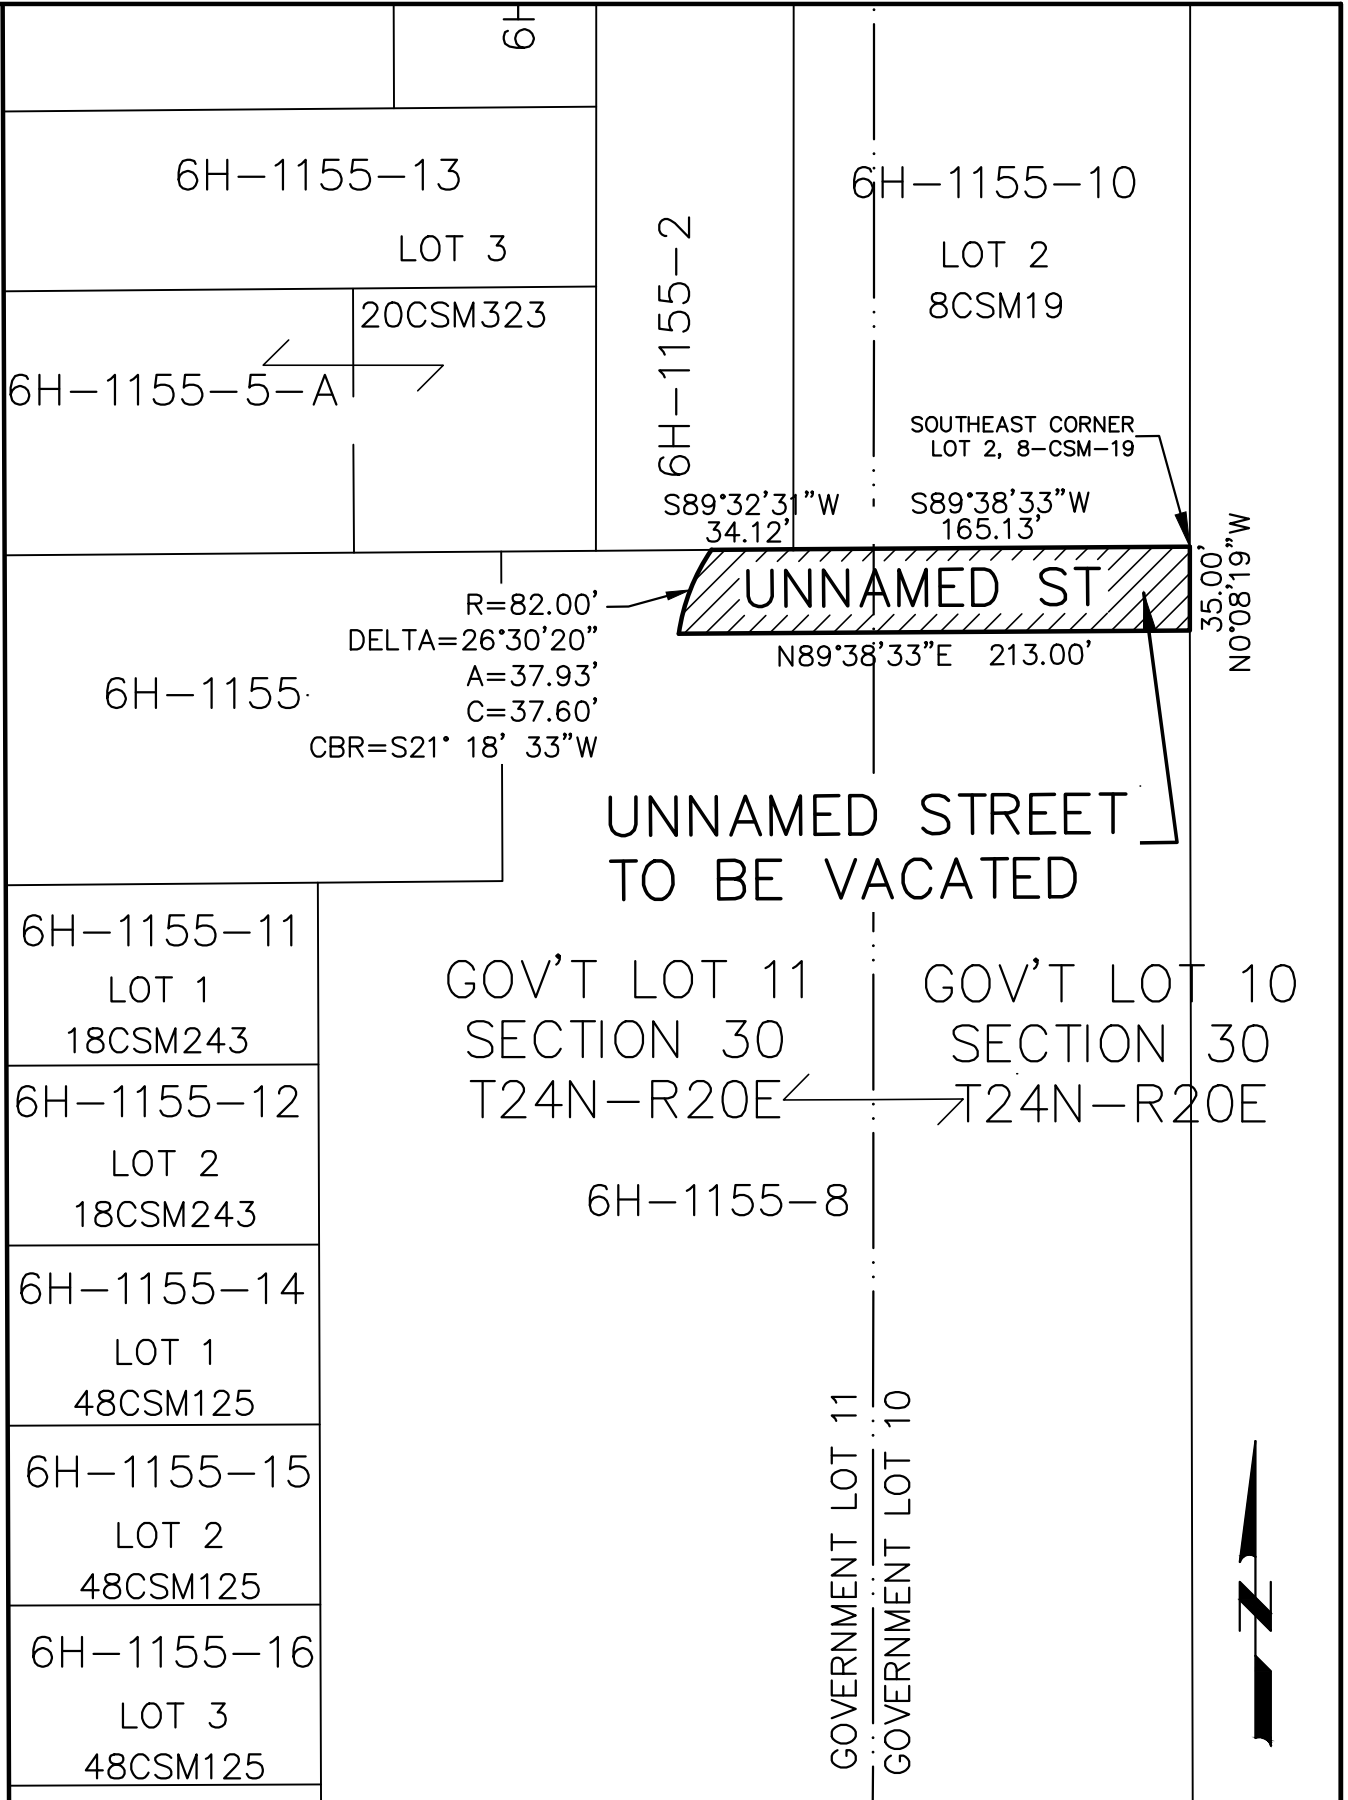 6H
6H-1155-13
LOT 3
20CSM323
6H-1155-5-A
6H-1155-2
6H-1155-10
LOT 2
8CSM19
SOUTHEAST CORNER
LOT 2, 8-CSM-19
S89°32'31"W
34.12'
S89°38'33"W
165.13'
UNNAMED ST
35.00'
N0°08'19"W
N89°38'33"E 213.00'
R=82.00'
DELTA=26°30'20"
A=37.93'
C=37.60'
CBR=S21° 18' 33"W
6H-1155
UNNAMED STREET
TO BE VACATED
6H-1155-11
LOT 1
18CSM243
GOV'T LOT 11
SECTION 30
T24N-R20E
GOV'T LOT 10
SECTION 30
T24N-R20E
6H-1155-12
LOT 2
18CSM243
6H-1155-8
6H-1155-14
LOT 1
48CSM125
6H-1155-15
LOT 2
48CSM125
6H-1155-16
LOT 3
48CSM125
GOVERNMENT LOT 11
GOVERNMENT LOT 10
N